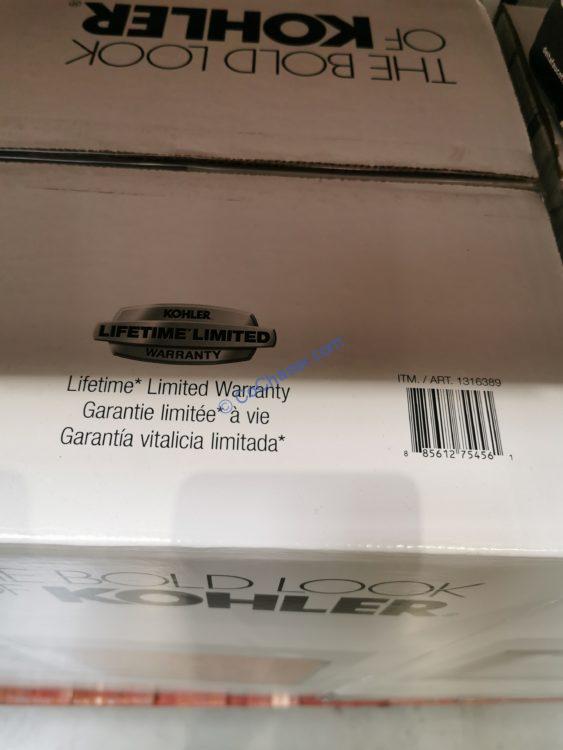 THE BOLD LOOK
OF KOHLER®
KOHLER
LIFETIME* LIMITED
WARRANTY
Lifetime* Limited Warranty
Garantie limitée* à vie
Garantía vitalicia limitada*
ITM. / ART. 1316389
8 85612 75456 1
THE BOLD LOOK
KOHLER